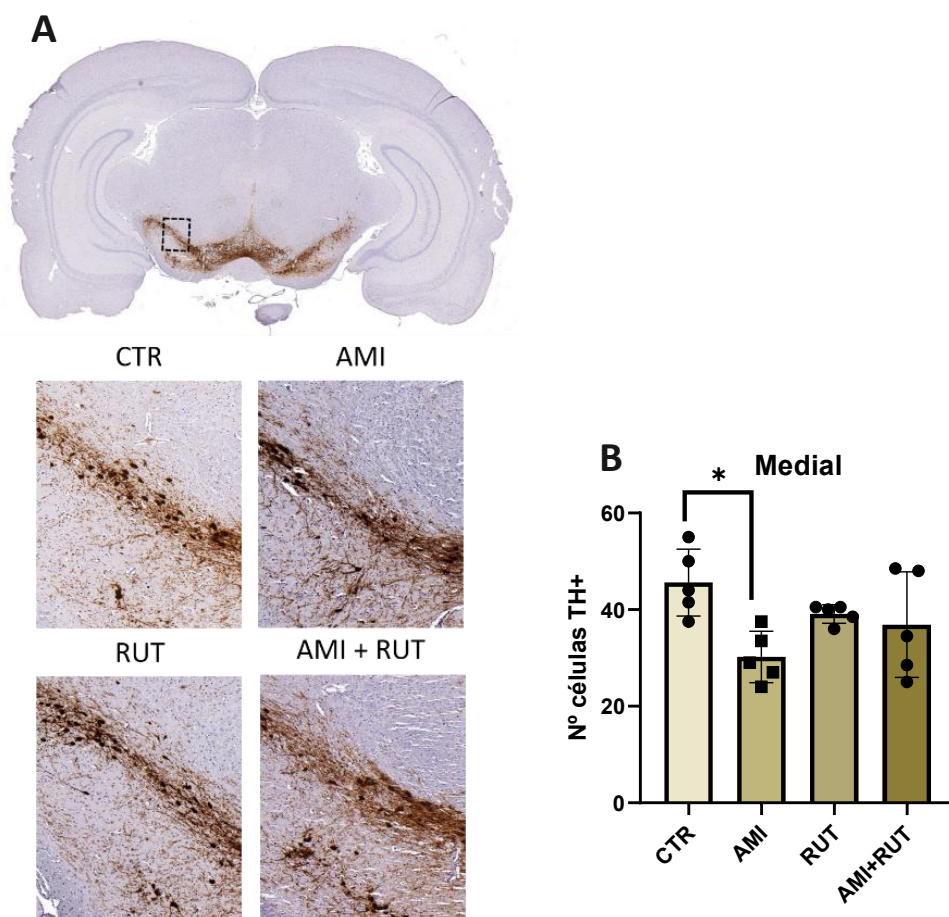 A
CTR
AMI
RUT
AMI + RUT
B
Medial
*
Nº células TH+
60
40
20
0
CTR
AMI
RUT
AMI+RUT